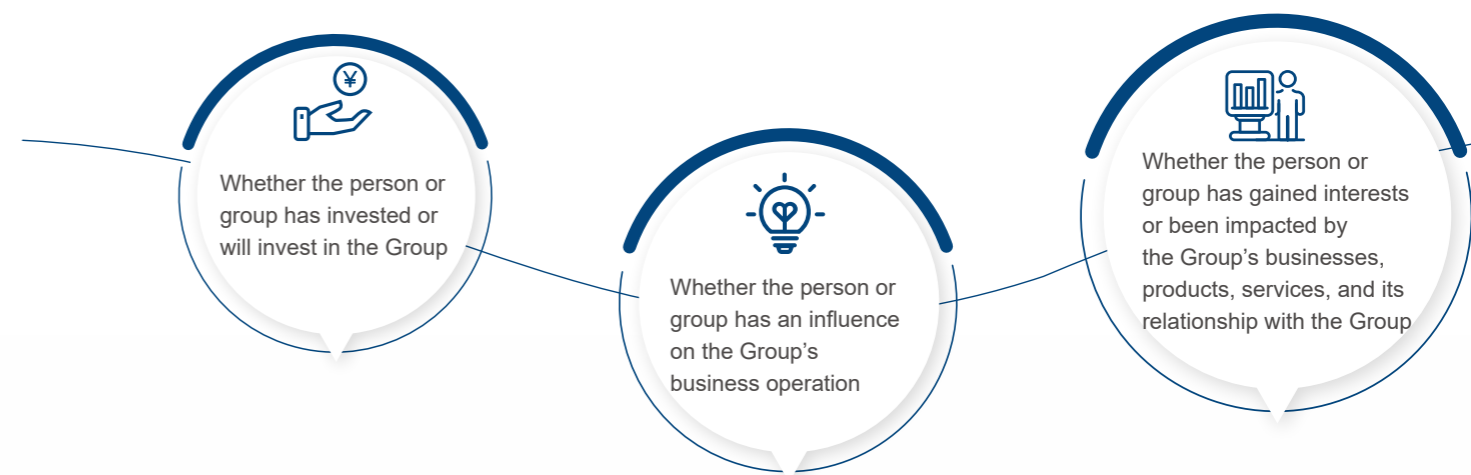 ¥
Whether the person or
group has invested or
will invest in the Group
Whether the person or
group has an influence
on the Group’s
business operation
Whether the person or
group has gained interests
or been impacted by
the Group’s businesses,
products, services, and its
relationship with the Group